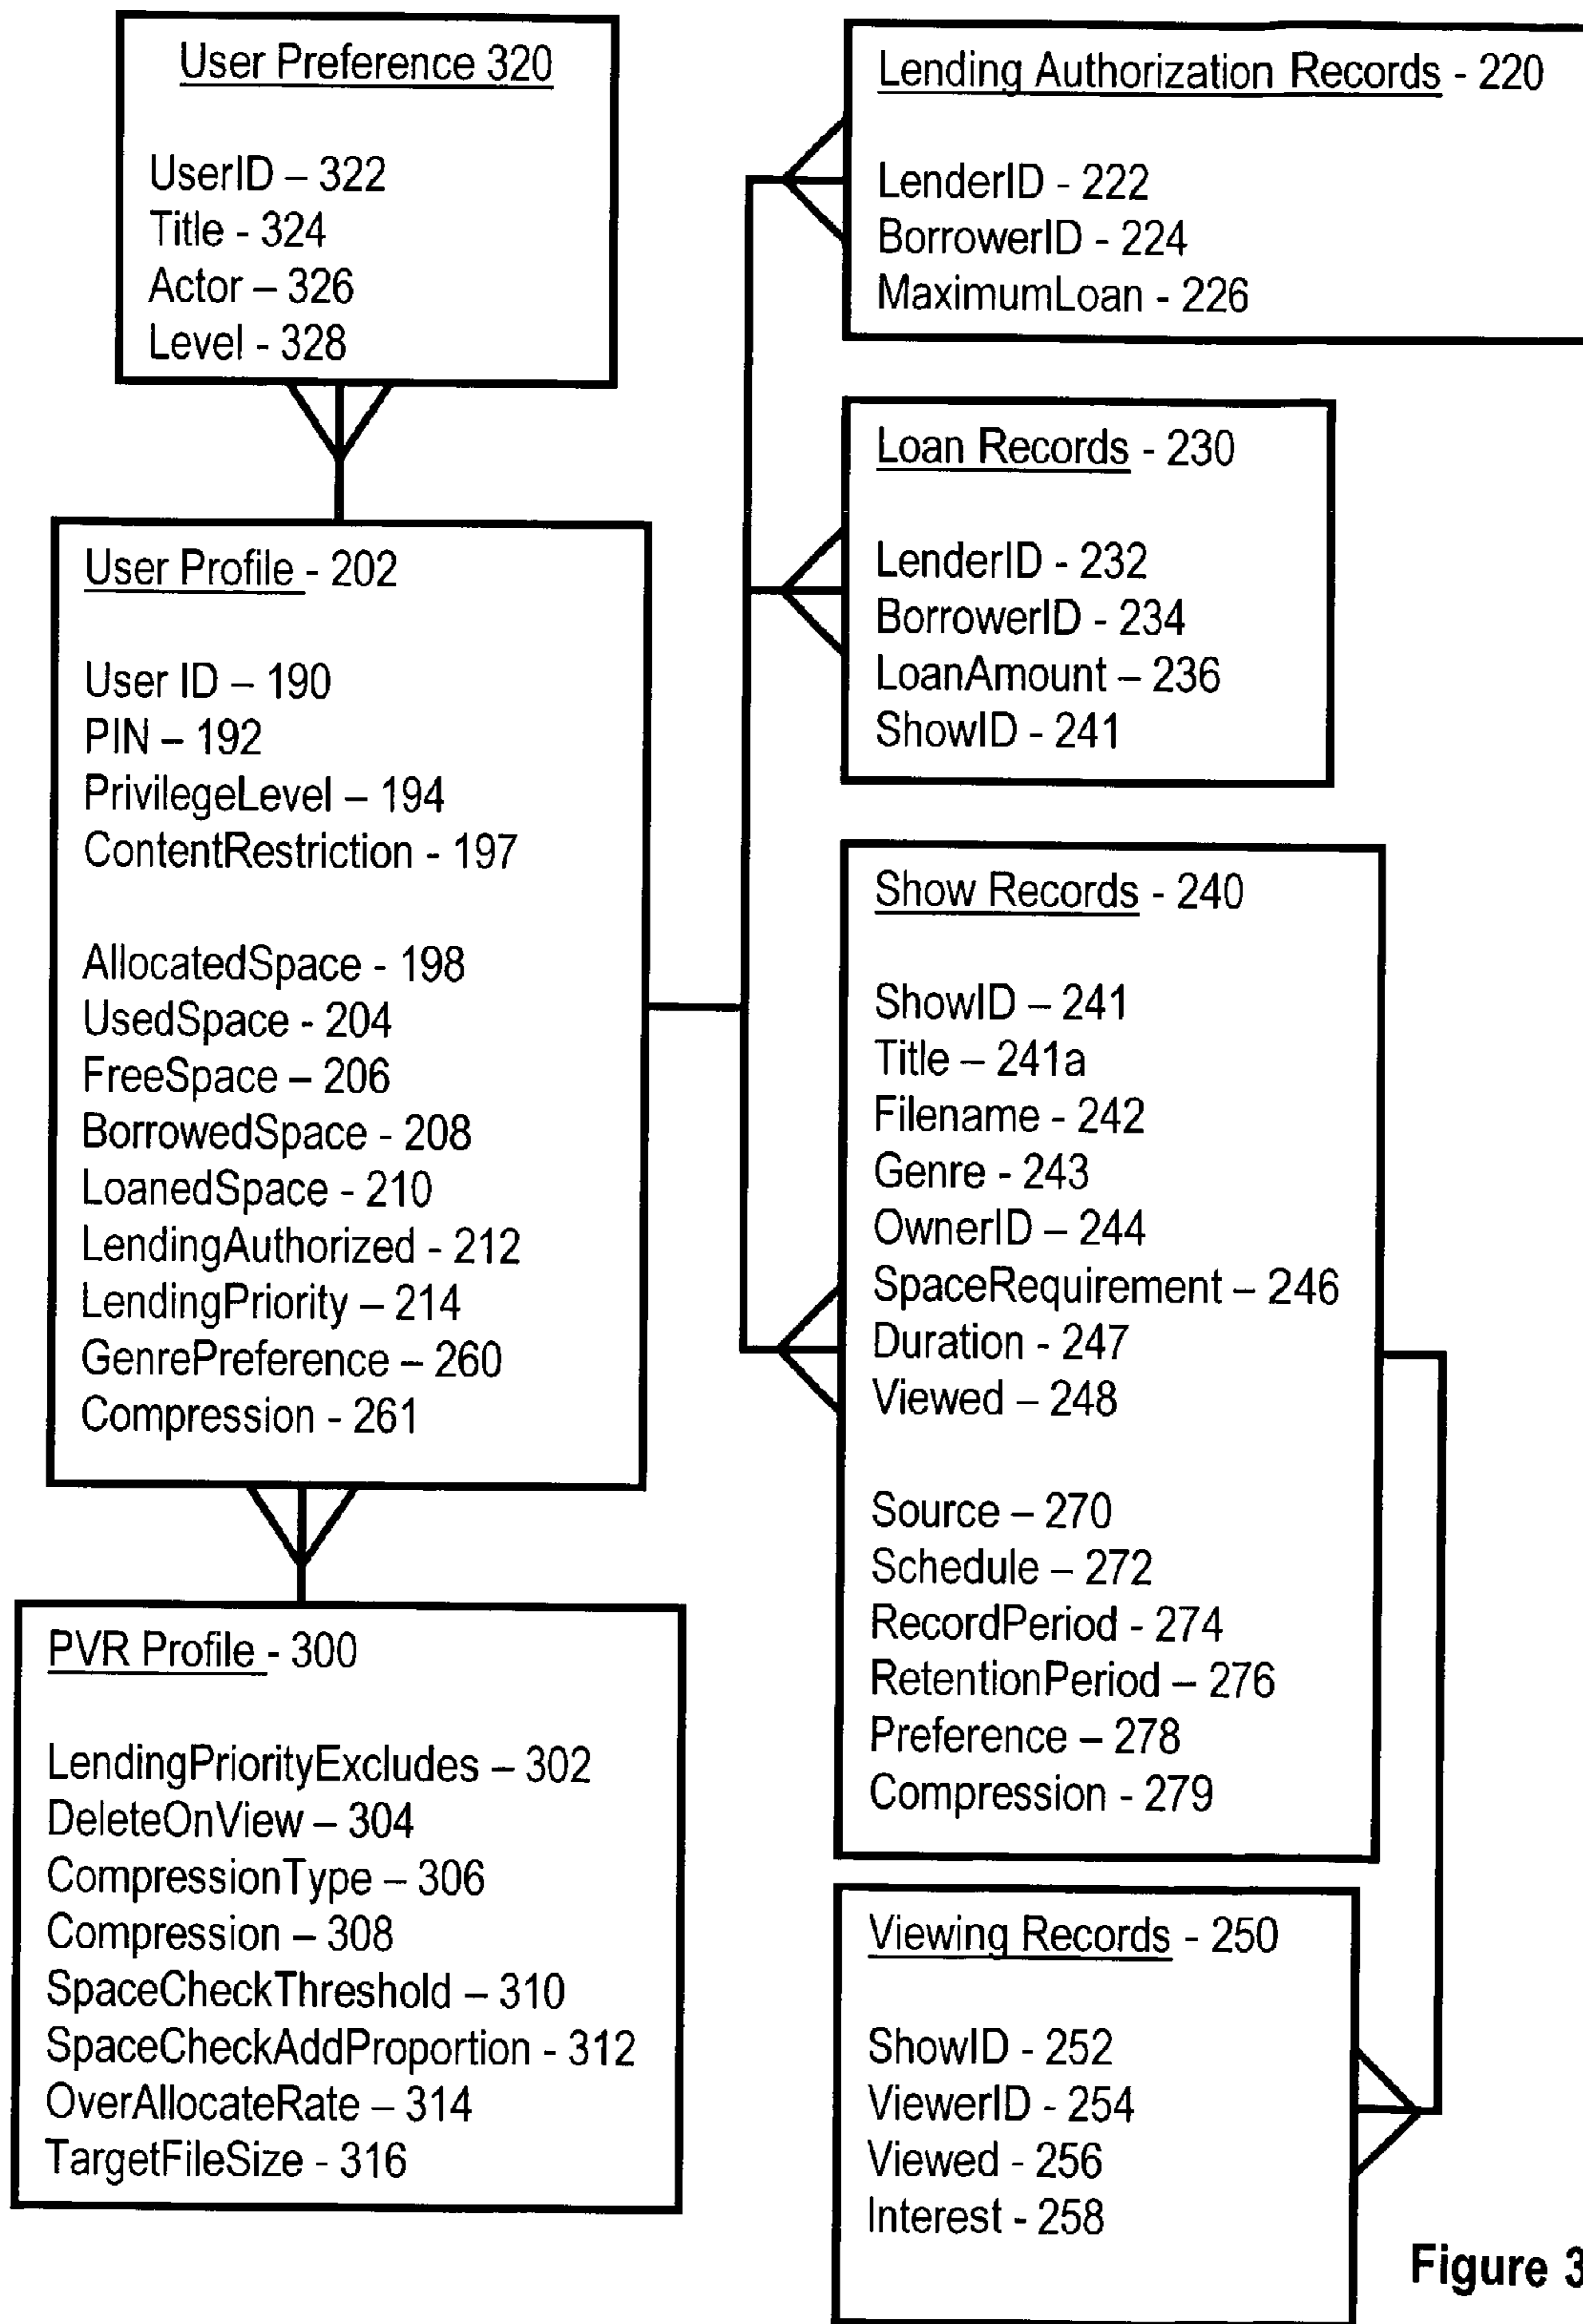 User Preference 320
UserID – 322
Title - 324
Actor – 326
Level - 328
User Profile - 202
User ID – 190
PIN – 192
PrivilegeLevel – 194
ContentRestriction - 197
AllocatedSpace - 198
UsedSpace - 204
FreeSpace – 206
BorrowedSpace - 208
LoanedSpace - 210
LendingAuthorized - 212
LendingPriority – 214
GenrePreference – 260
Compression - 261
PVR Profile - 300
LendingPriorityExcludes – 302
DeleteOnView – 304
CompressionType – 306
Compression – 308
SpaceCheckThreshold – 310
SpaceCheckAddProportion - 312
OverAllocateRate – 314
TargetFileSize - 316
Lending Authorization Records - 220
LenderID - 222
BorrowerID - 224
MaximumLoan - 226
Loan Records - 230
LenderID - 232
BorrowerID - 234
LoanAmount – 236
ShowID - 241
Show Records - 240
ShowID – 241
Title – 241a
Filename - 242
Genre - 243
OwnerID – 244
SpaceRequirement – 246
Duration - 247
Viewed – 248
Source – 270
Schedule – 272
RecordPeriod - 274
RetentionPeriod – 276
Preference – 278
Compression - 279
Viewing Records - 250
ShowID - 252
ViewerID - 254
Viewed - 256
Interest - 258
Figure 3